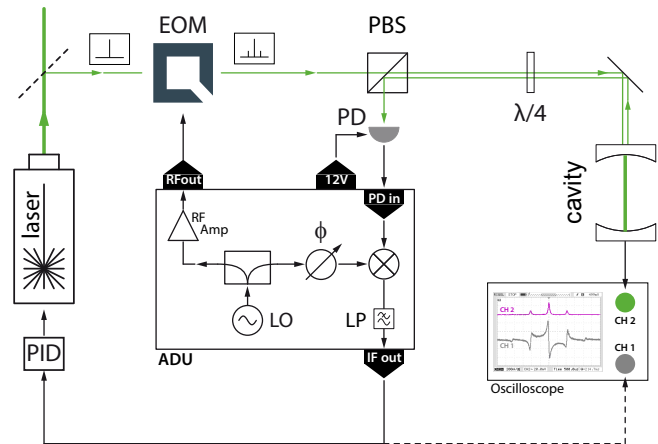 EOM
PBS
PD
λ/4
laser
RFout
12V
PD in
cavity
RF
Amp
ϕ
LO
LP
CH 2
CH 1
CH 2
CH 1
Oscilloscope
PID
ADU
IF out